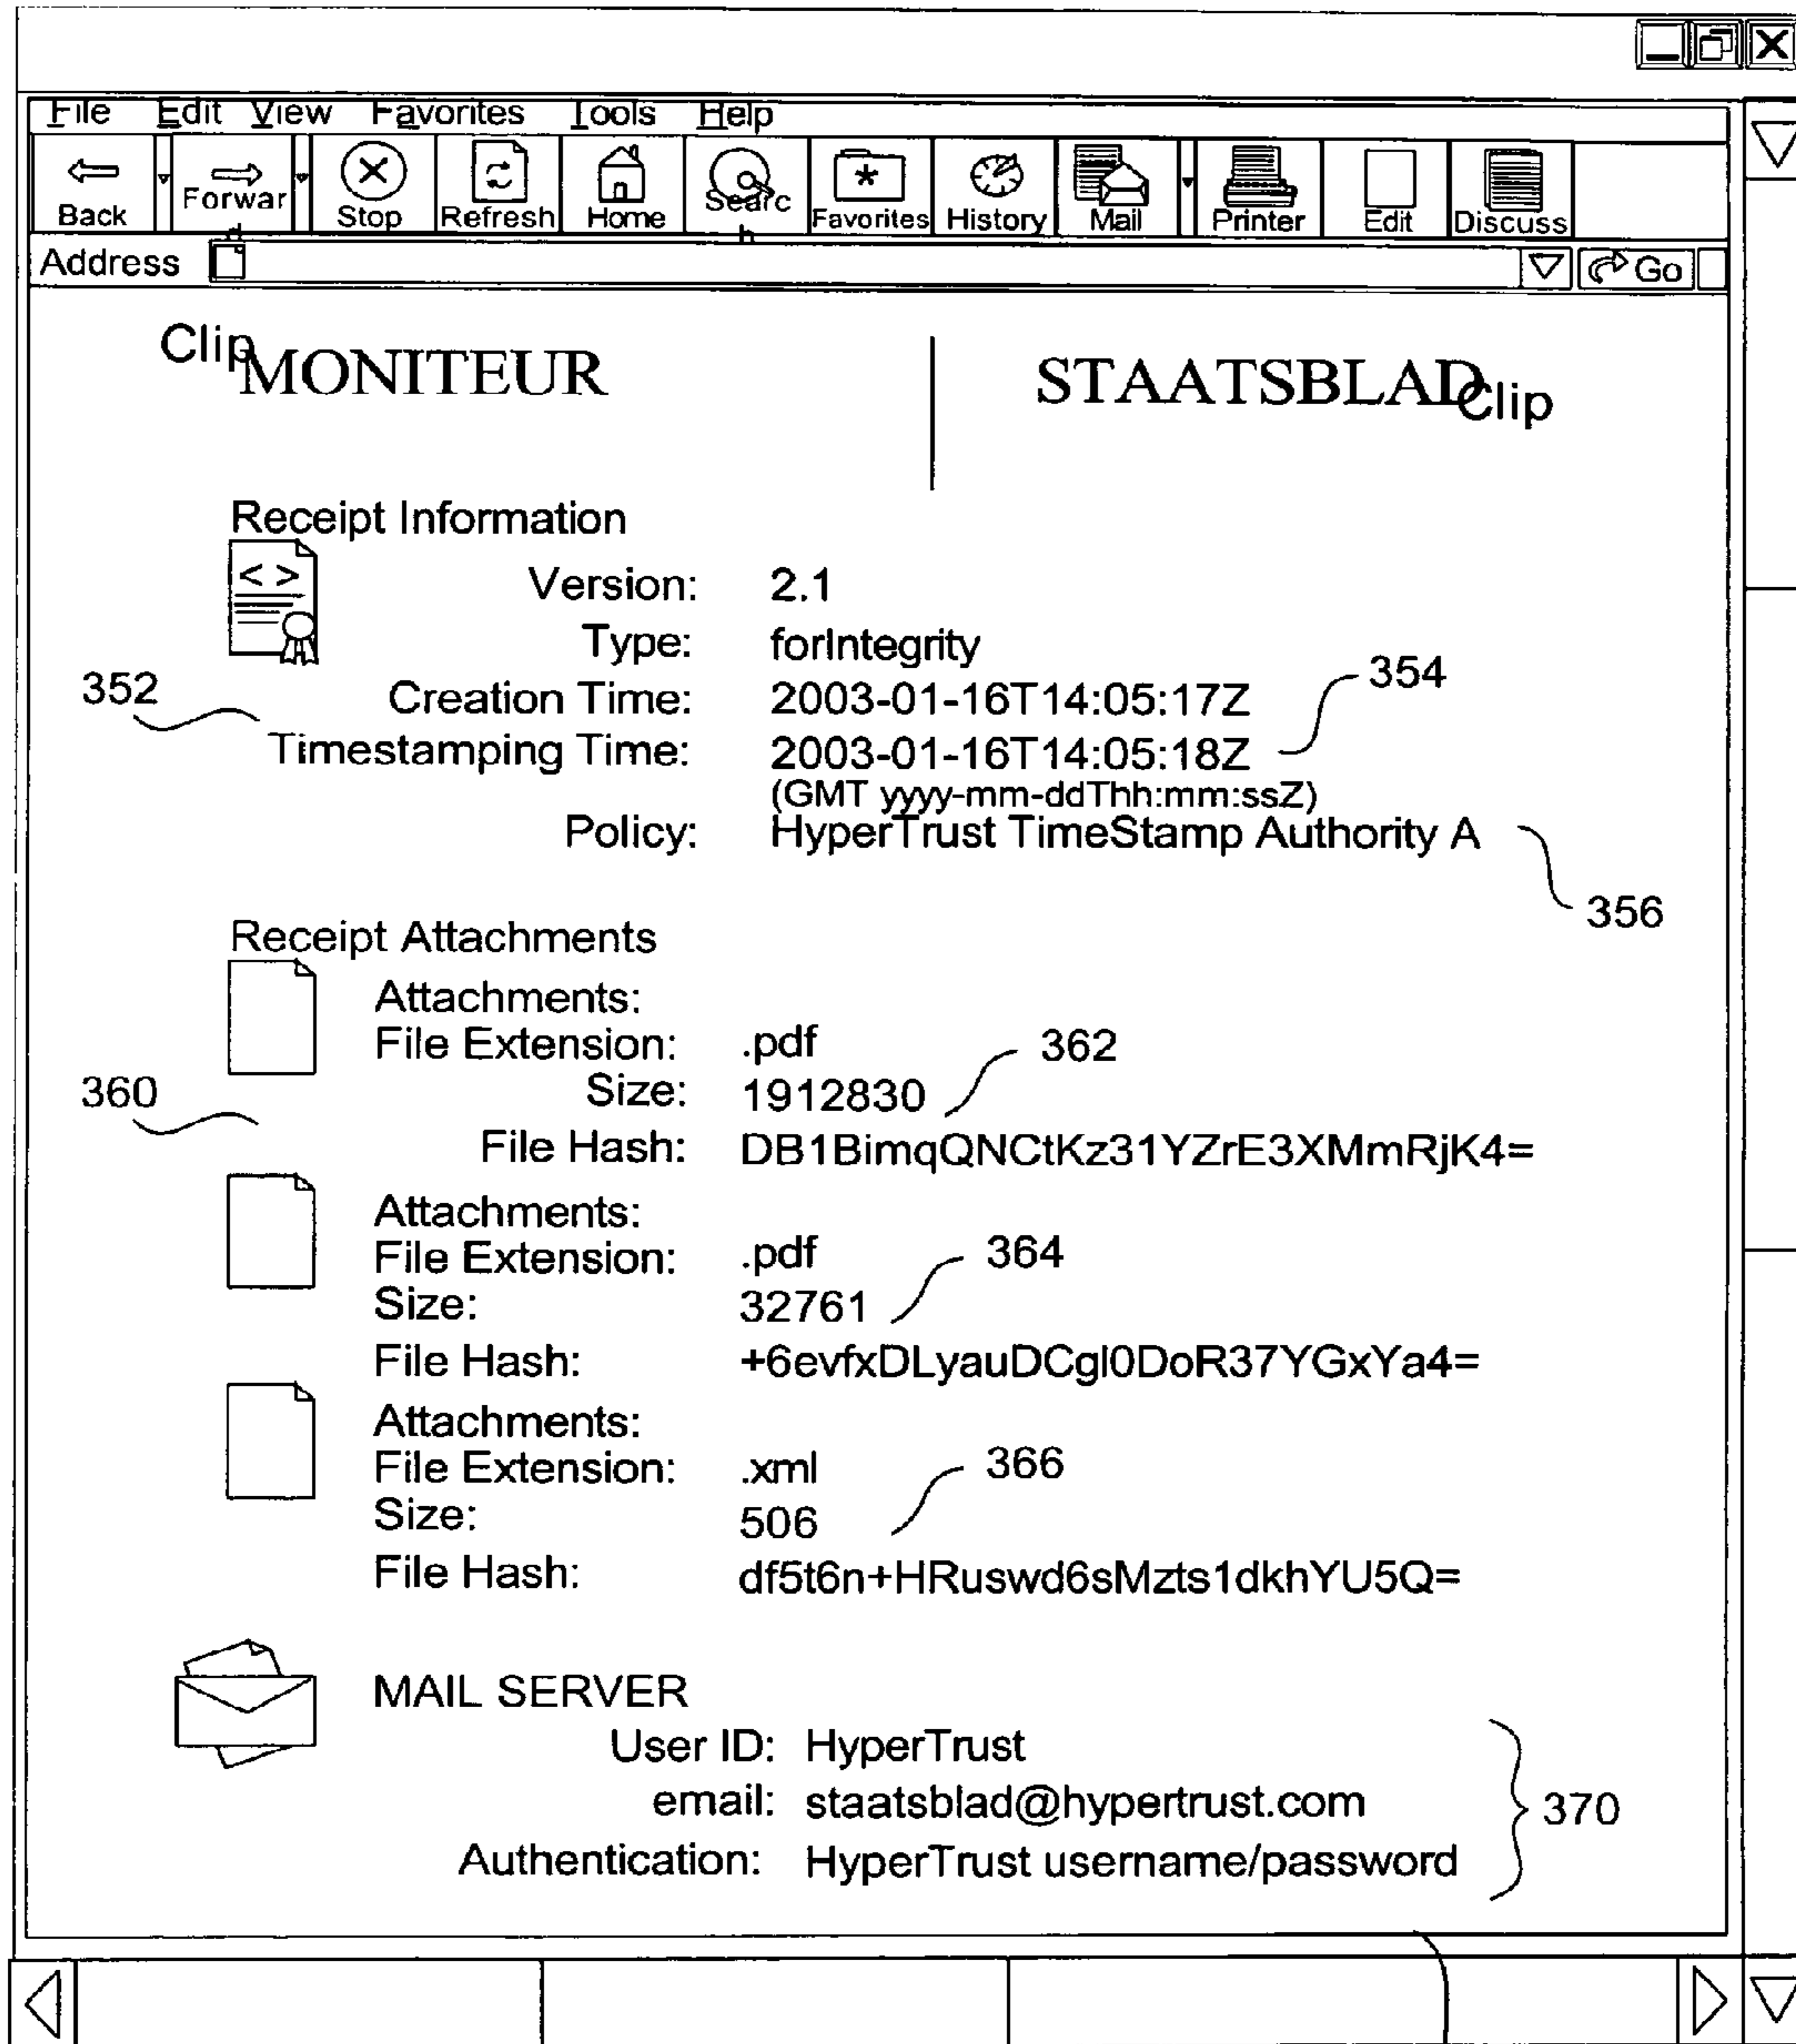 File Edit View Favorites Tools Help
Back Forward Stop Refresh Home Search Favorites History Mail Printer Edit Discuss
Address Go
Clip MONITEUR STAATSBLAD Clip
Receipt Information
Version: 2.1
Type: forIntegrity
352 Creation Time: 2003-01-16T14:05:17Z 354
Timestamping Time: 2003-01-16T14:05:18Z
(GMT yyyy-mm-ddThh:mm:ssZ)
Policy: HyperTrust TimeStamp Authority A
356
Receipt Attachments
Attachments:
File Extension: .pdf 362
360 Size: 1912830
File Hash: DB1BimqQNCtKz31YZrE3XMmRjK4=
Attachments:
File Extension: .pdf 364
Size: 32761
File Hash: +6evfxDLyauDCgl0DoR37YGxYa4=
Attachments:
File Extension: .xml 366
Size: 506
File Hash: df5t6n+HRuswd6sMzts1dkhYU5Q=
MAIL SERVER
User ID: HyperTrust
email: staatsblad@hypertrust.com 370
Authentication: HyperTrust username/password